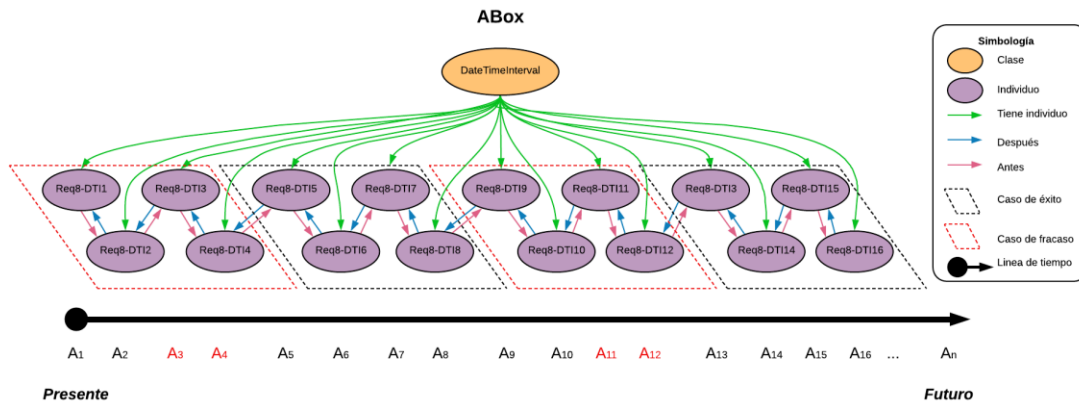 ABox
DateTimeInterval
Req8-DTI1
Req8-DTI3
Req8-DTI5
Req8-DTI7
Req8-DTI9
Req8-DTI11
Req8-DTI3
Req8-DTI15
Req8-DTI2
Req8-DTI4
Req8-DTI6
Req8-DTI8
Req8-DTI10
Req8-DTI12
Req8-DTI14
Req8-DTI16
A1 A2 A3 A4 A5 A6 A7 A8 A9 A10 A11 A12 A13 A14 A15 A16 ... An
Presente
Futuro
Simbología
Clase
Individuo
Tiene individuo
Después
Antes
Caso de éxito
Caso de fracaso
Linea de tiempo